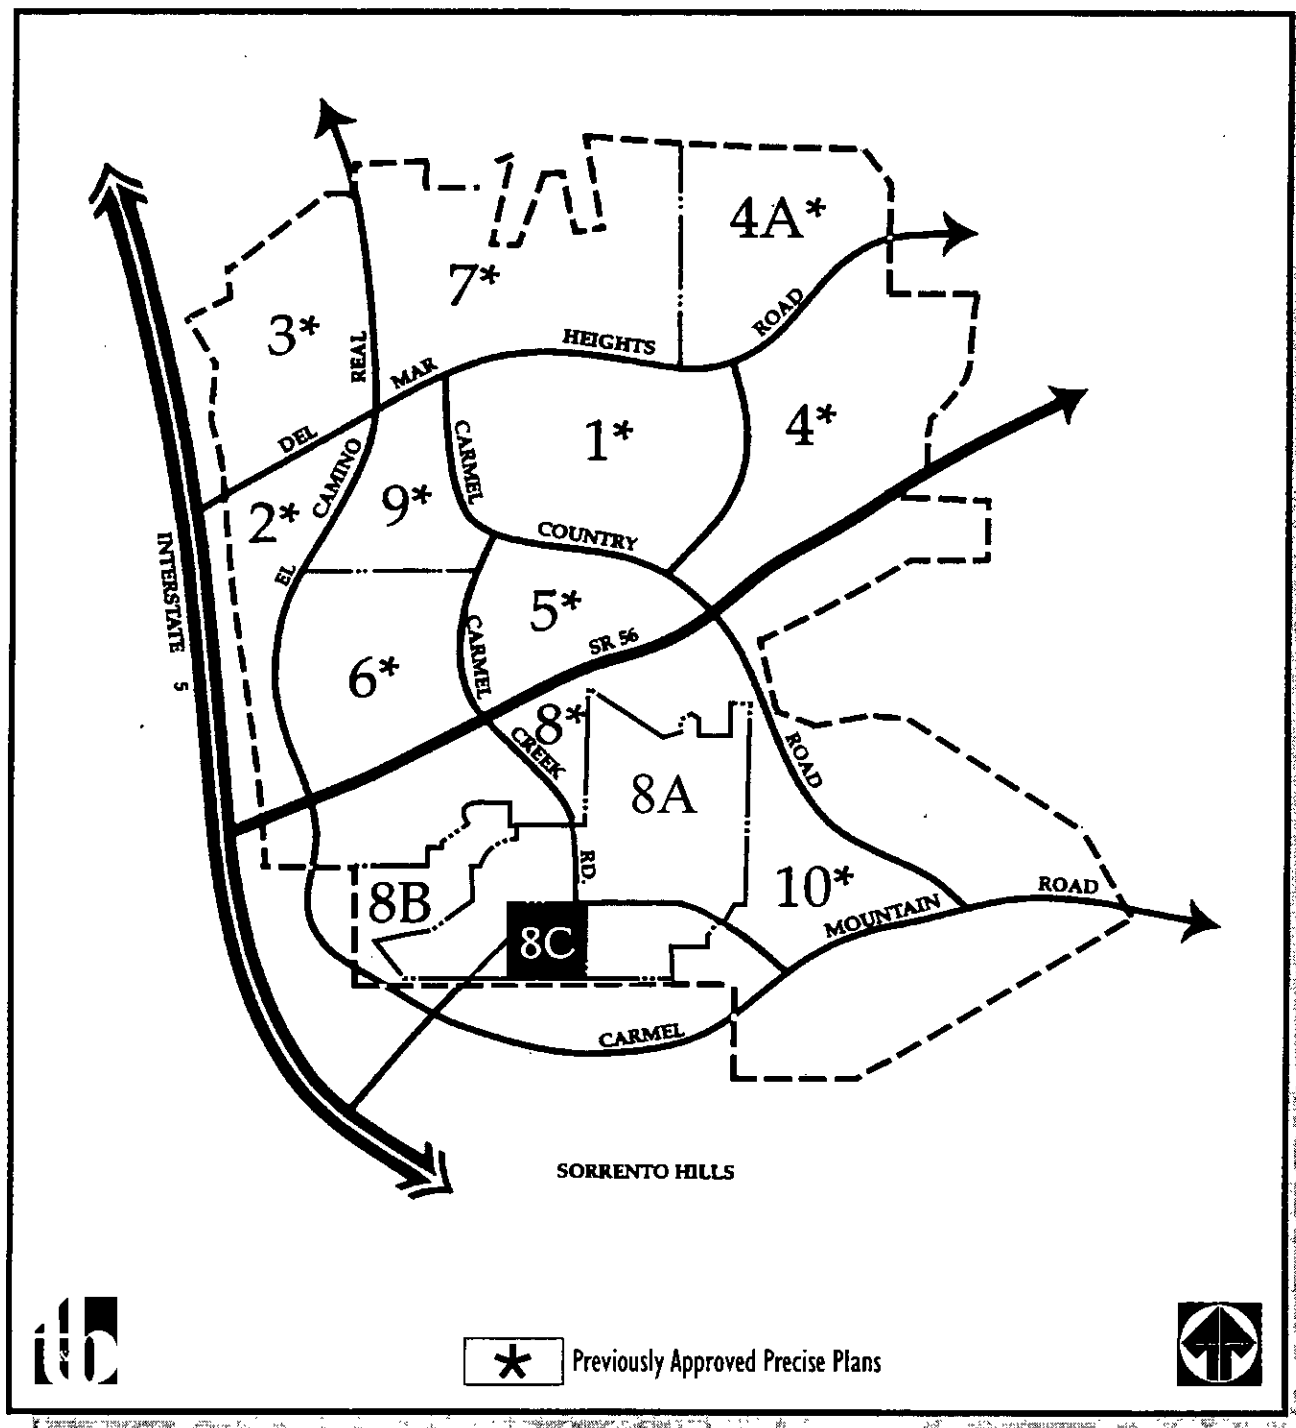 4A*
7*
3*
ROAD
HEIGHTS
REAL
MAR
DEL
CARMEL
1*
4*
CAMINO
9*
2*
COUNTRY
EL
INTERSTATE 5
5*
SR 56
CARMEL
6*
8*
CREEK
ROAD
8A
RD.
8B
10*
ROAD
MOUNTAIN
8C
CARMEL
SORRENTO HILLS
* Previously Approved Precise Plans